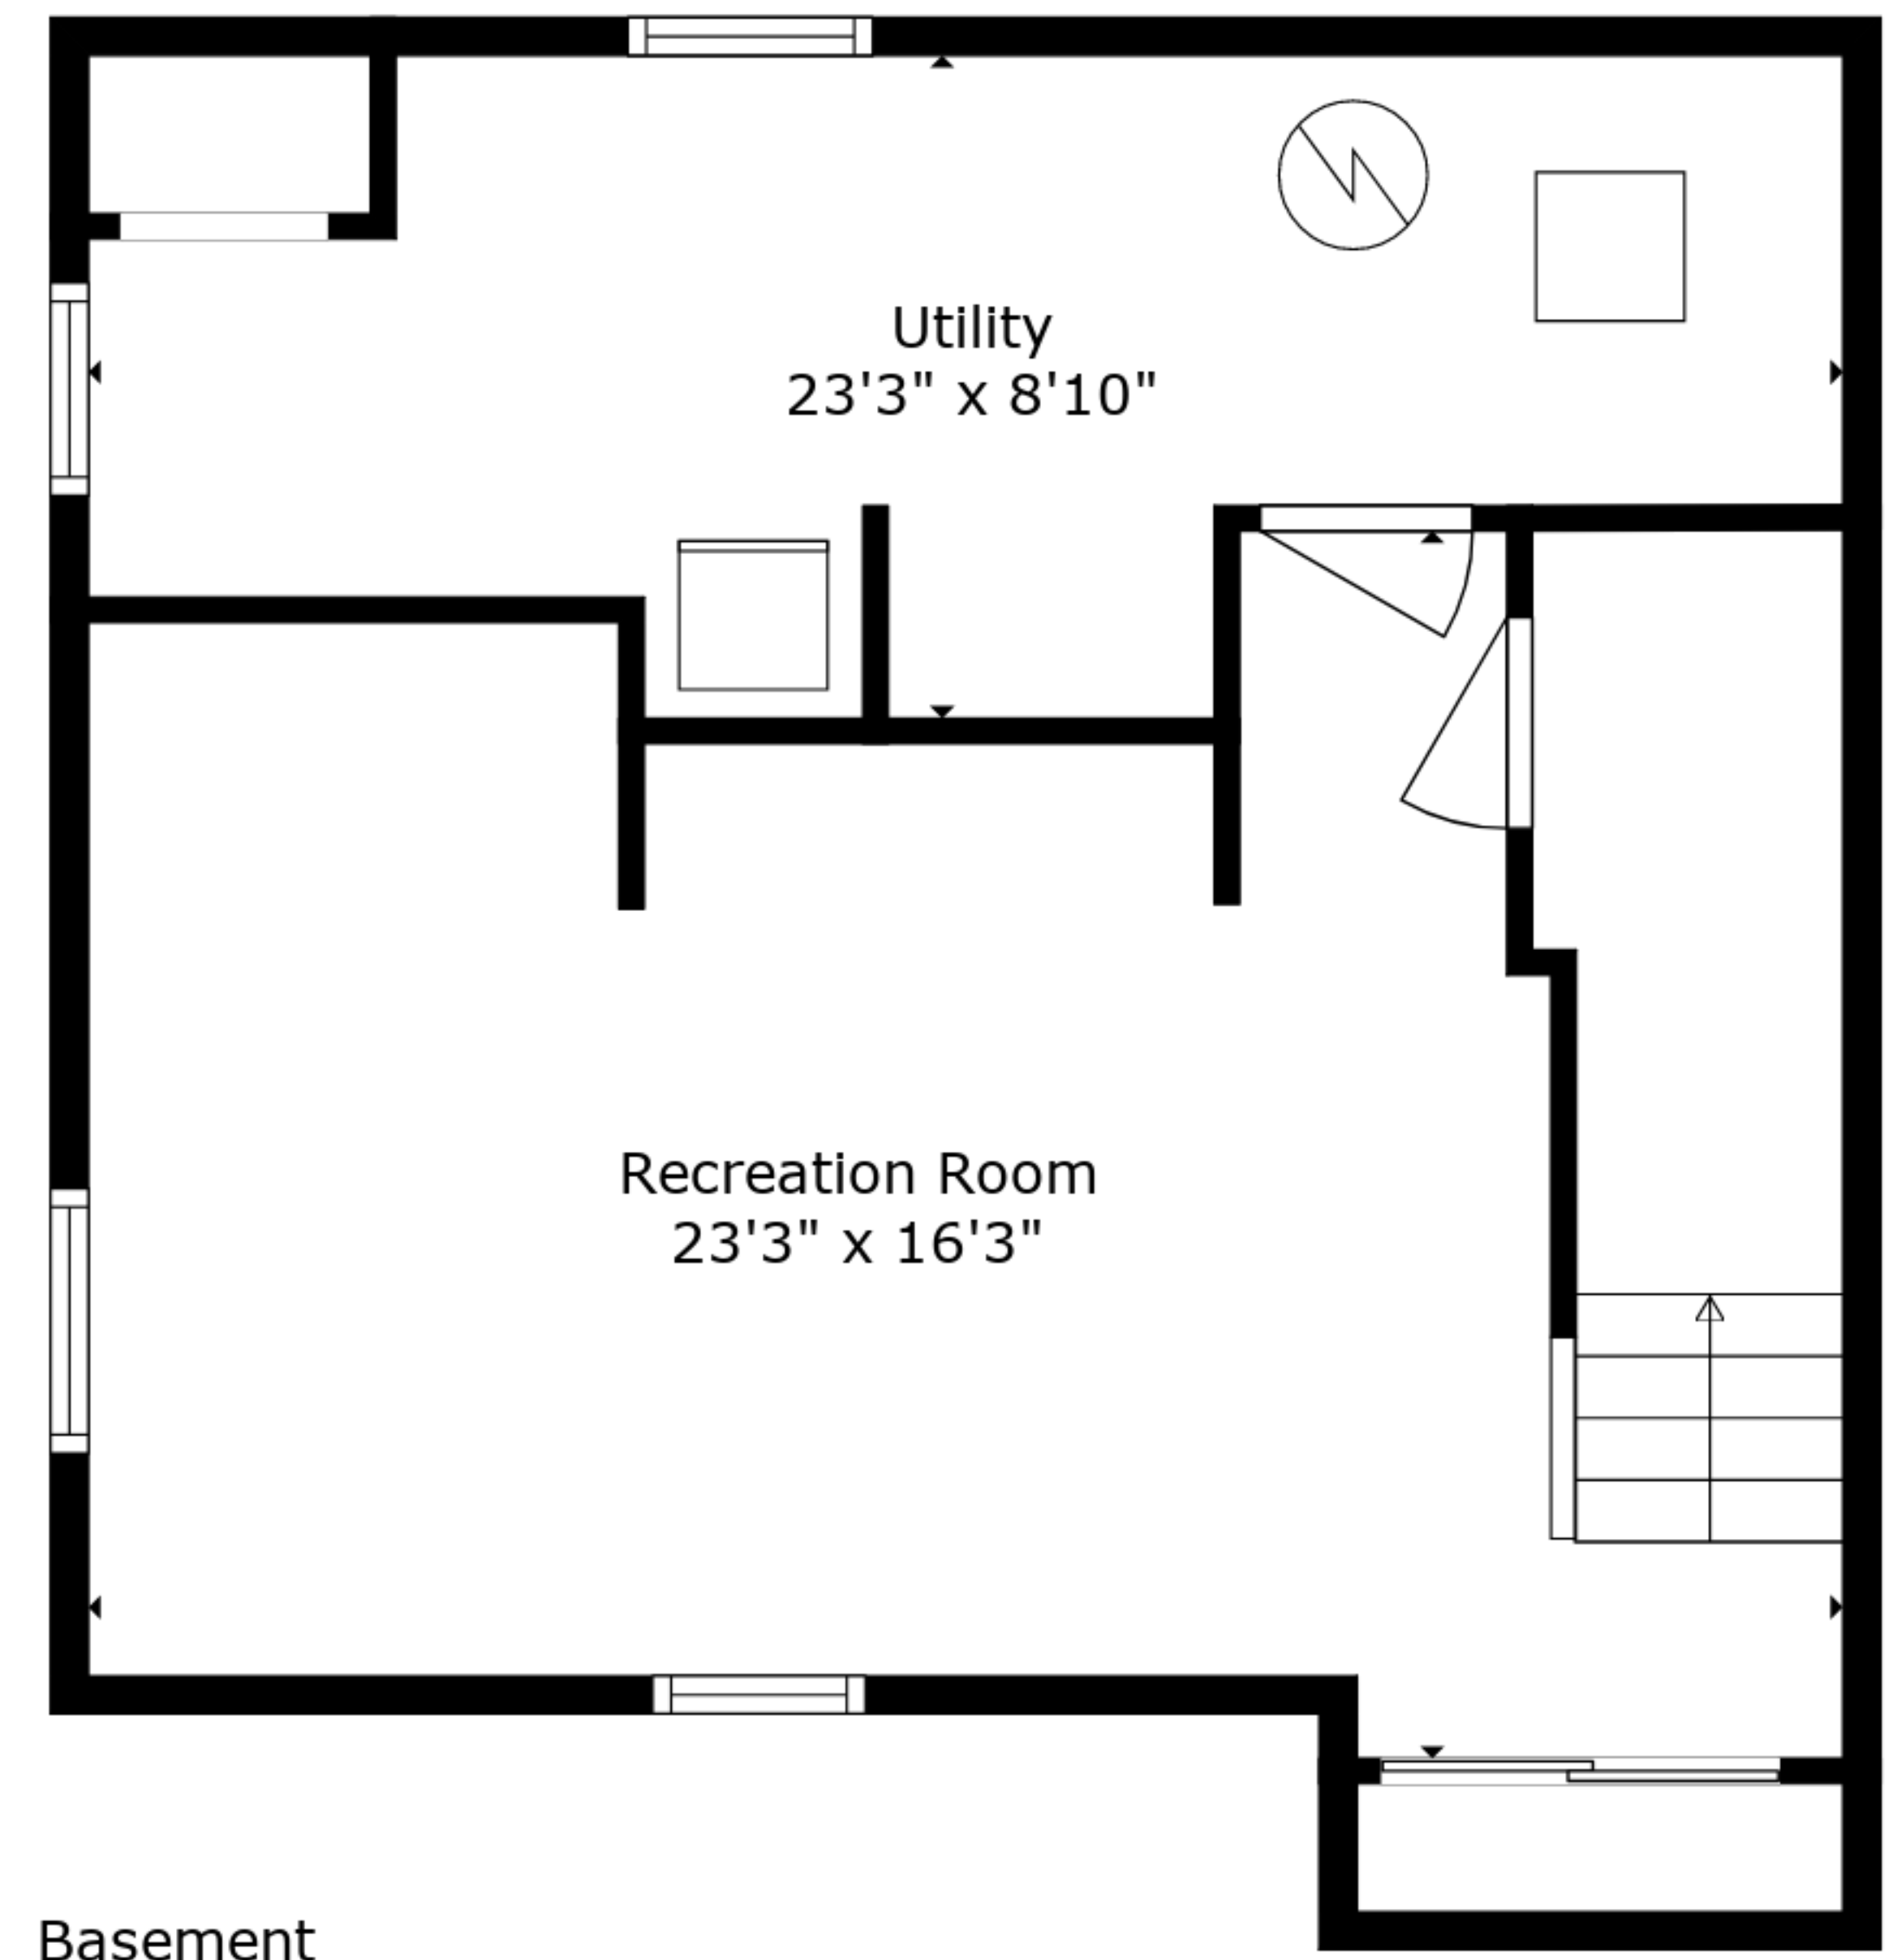 Utility
23'3" x 8'10"
Recreation Room
23'3" x 16'3"
Basement